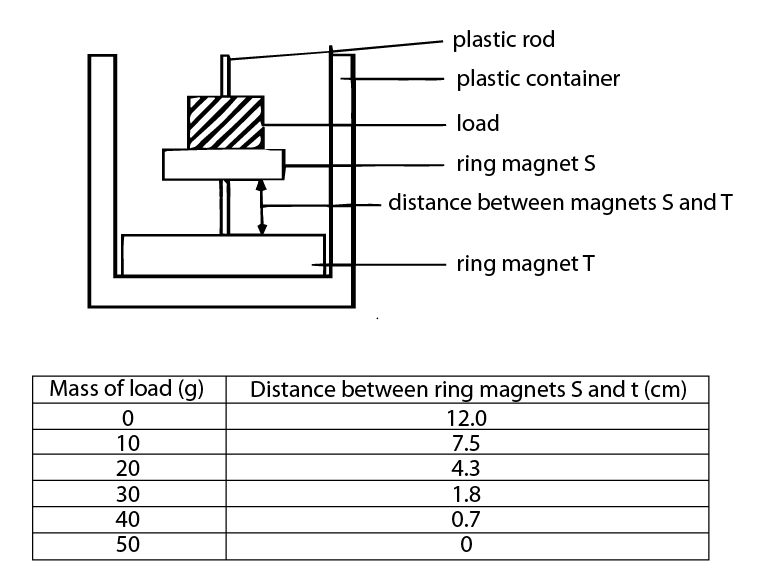 plastic rod
plastic container
load
ring magnet S
distance between magnets S and T
ring magnet T
Mass of load (g) Distance between ring magnets S and t (cm)
0 12.0
10 7.5
20 4.3
30 1.8
40 0.7
50 0